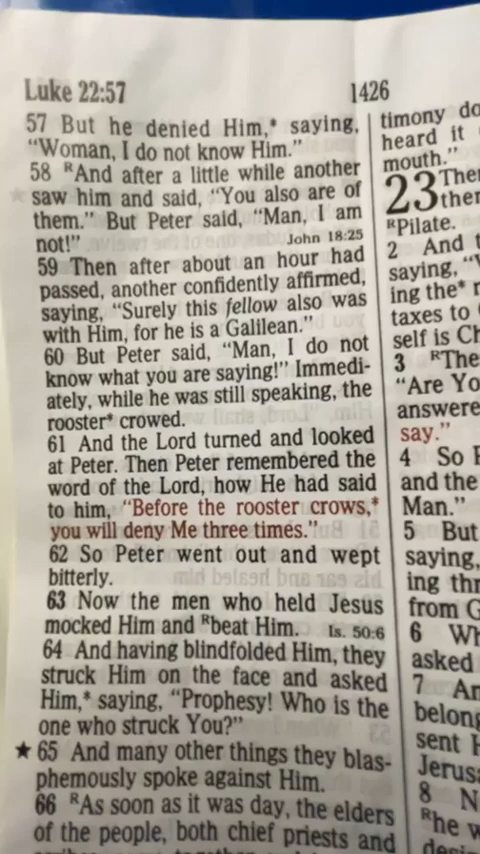 Luke 22:57
1426
57 But he denied Him,* saying,
“Woman, I do not know Him.”
58 ᴿAnd after a little while another
saw him and said, “You also are of
them.” But Peter said, “Man, I am
not!” John 18:25
59 Then after about an hour had
passed, another confidently affirmed,
saying, “Surely this fellow also was
with Him, for he is a Galilean.”
60 But Peter said, “Man, I do not
know what you are saying!” Immedi-
ately, while he was still speaking, the
rooster* crowed.
61 And the Lord turned and looked
at Peter. Then Peter remembered the
word of the Lord, how He had said
to him, “Before the rooster crows,*
you will deny Me three times.”
62 So Peter went out and wept
bitterly.
63 Now the men who held Jesus
mocked Him and ᴿbeat Him. Is. 50:6
64 And having blindfolded Him, they
struck Him on the face and asked
Him,* saying, “Prophesy! Who is the
one who struck You?”
★ 65 And many other things they blas-
phemously spoke against Him.
66 ᴿAs soon as it was day, the elders
of the people, both chief priests and
timony do
heard it
mouth.”
23 The
ther
ᴿPilate.
2 And t
saying, “
ing the*
taxes to
self is Ch
3 ᴿThe
“Are Yo
answere
say.”
4 So
and the
Man.”
5 But
saying,
ing thr
from G
6 Wh
asked
7 An
belong
sent H
Jerusa
8 N
ᴿhe w